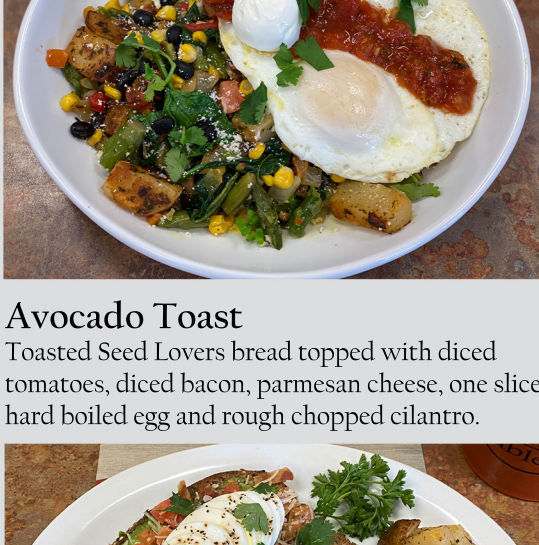 Avocado Toast
Toasted Seed Lovers bread topped with diced
tomatoes, diced bacon, parmesan cheese, one slice
hard boiled egg and rough chopped cilantro.